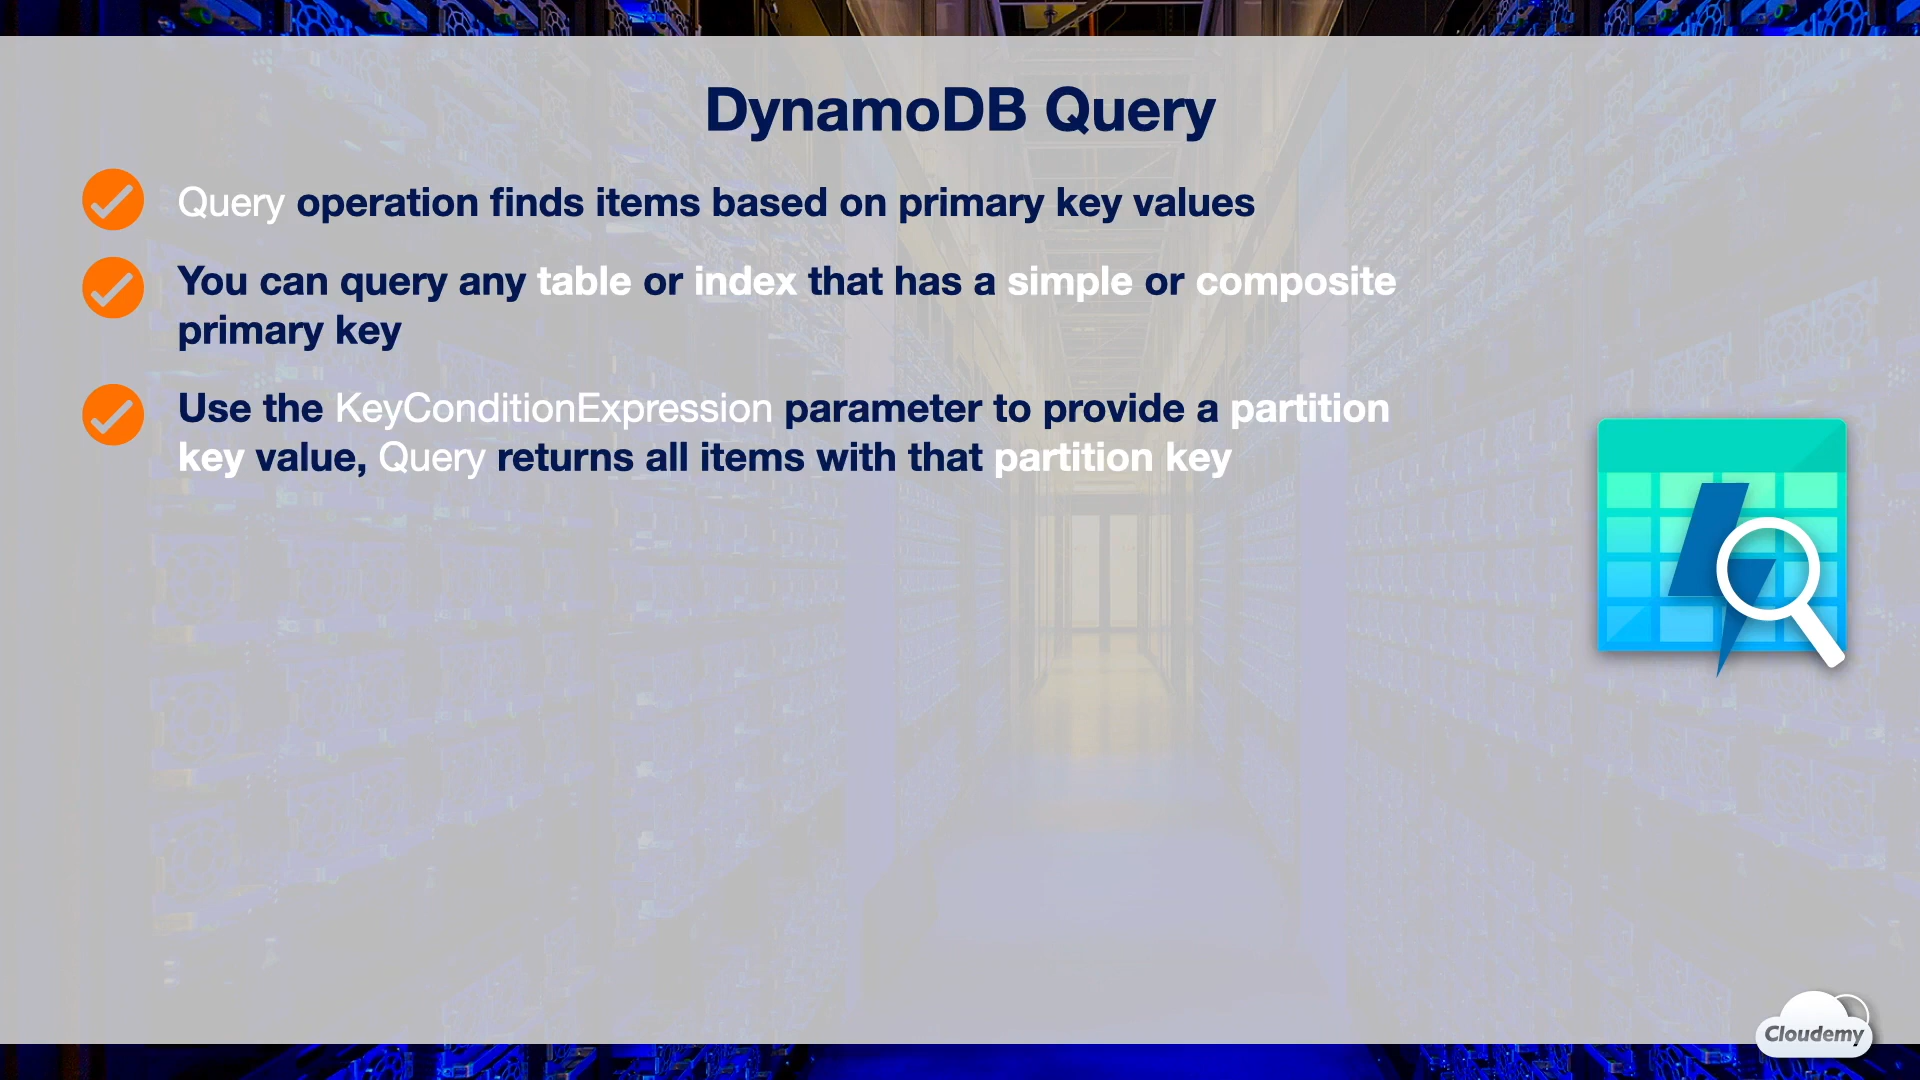 DynamoDB Query
Query operation finds items based on primary key values
You can query any table or index that has a simple or composite
primary key
Use the KeyConditionExpression parameter to provide a partition
key value, Query returns all items with that partition key
Cloudemy